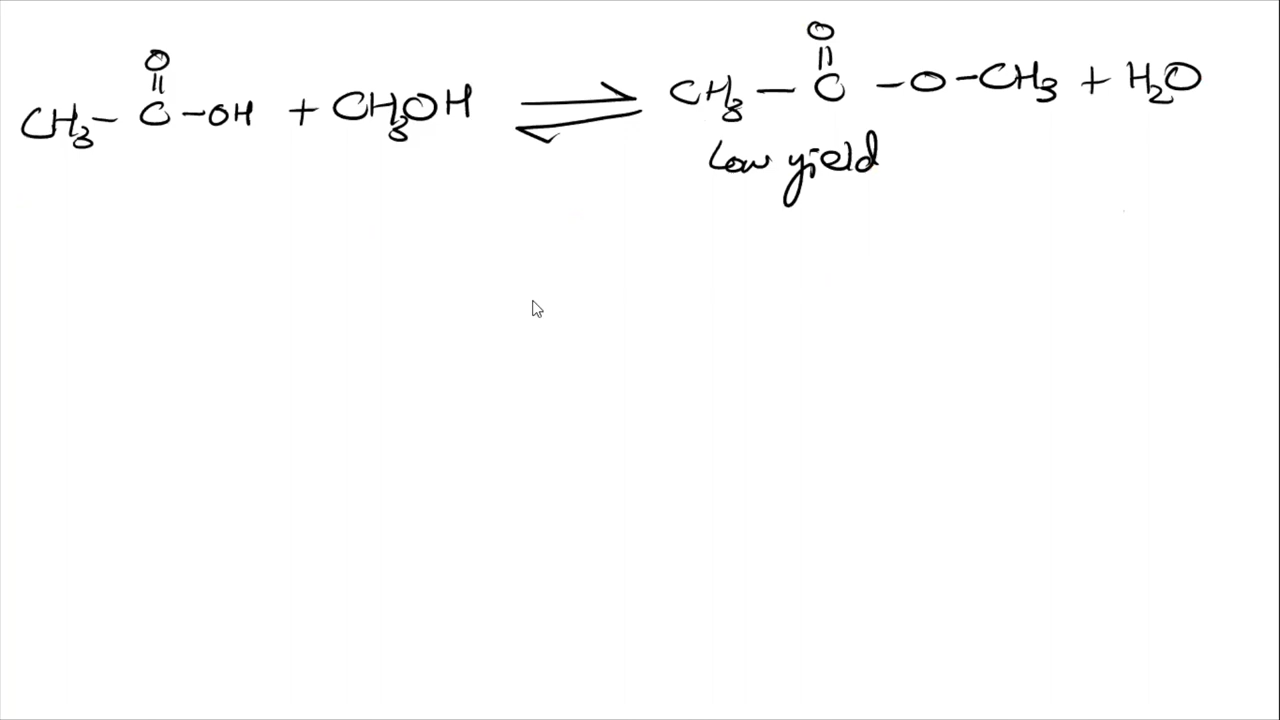 CH₃-C(=O)-OH + CH₃OH ⇌ CH₃-C(=O)-O-CH₃ + H₂O
Low yield